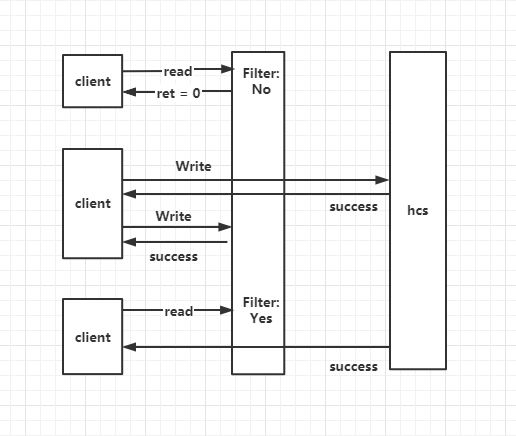 client
read
ret = 0
Filter:
No
client
Write
success
Write
success
hcs
client
read
Filter:
Yes
success